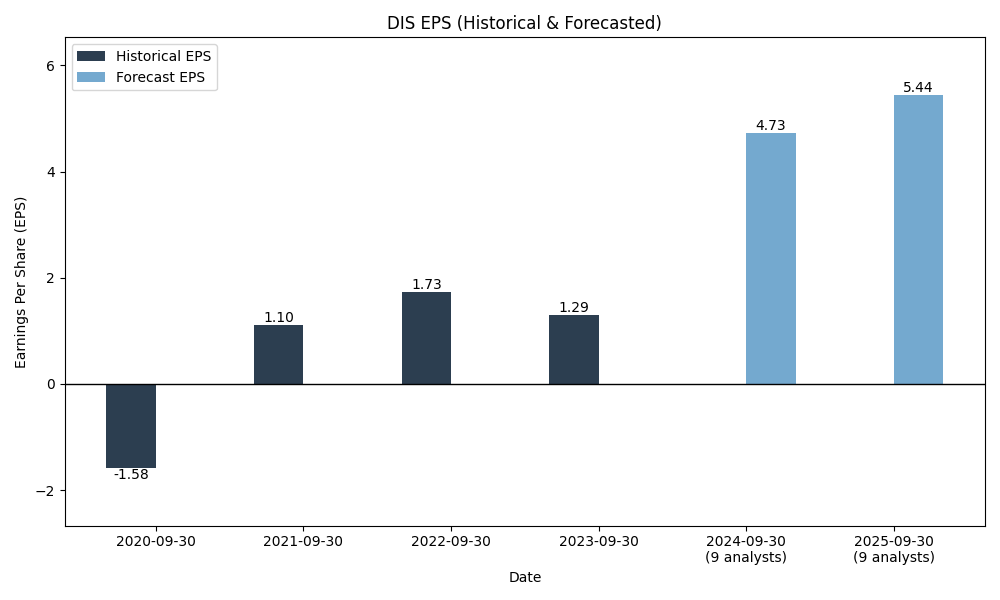 DIS EPS (Historical & Forecasted)
Historical EPS
Forecast EPS
Earnings Per Share (EPS)
6
4
2
0
−2
-1.58
1.10
1.73
1.29
4.73
5.44
2020-09-30
2021-09-30
2022-09-30
2023-09-30
2024-09-30
(9 analysts)
2025-09-30
(9 analysts)
Date